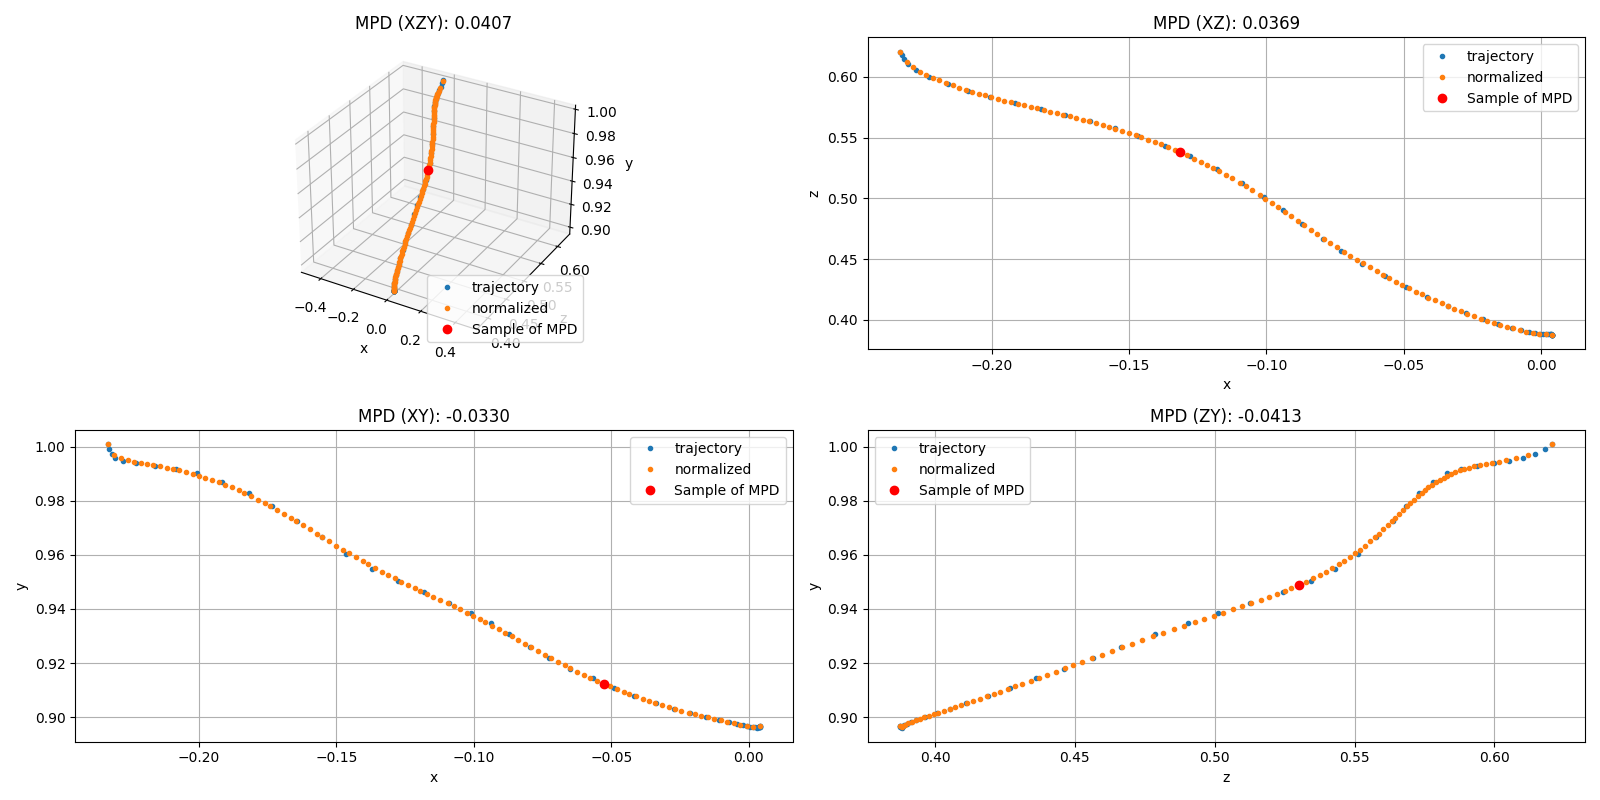 MPD (XZY): 0.0407
1.00
0.98
0.96
0.94
0.92
0.90
y
0.60
0.55
0.50
0.45
0.40
z
−0.4
−0.2
0.0
0.2
0.4
x
trajectory
normalized
Sample of MPD
MPD (XZ): 0.0369
trajectory
normalized
Sample of MPD
0.60
0.55
0.50
0.45
0.40
z
−0.20
−0.15
−0.10
−0.05
0.00
x
MPD (XY): -0.0330
trajectory
normalized
Sample of MPD
1.00
0.98
0.96
0.94
0.92
0.90
y
−0.20
−0.15
−0.10
−0.05
0.00
x
MPD (ZY): -0.0413
trajectory
normalized
Sample of MPD
1.00
0.98
0.96
0.94
0.92
0.90
y
0.40
0.45
0.50
0.55
0.60
z